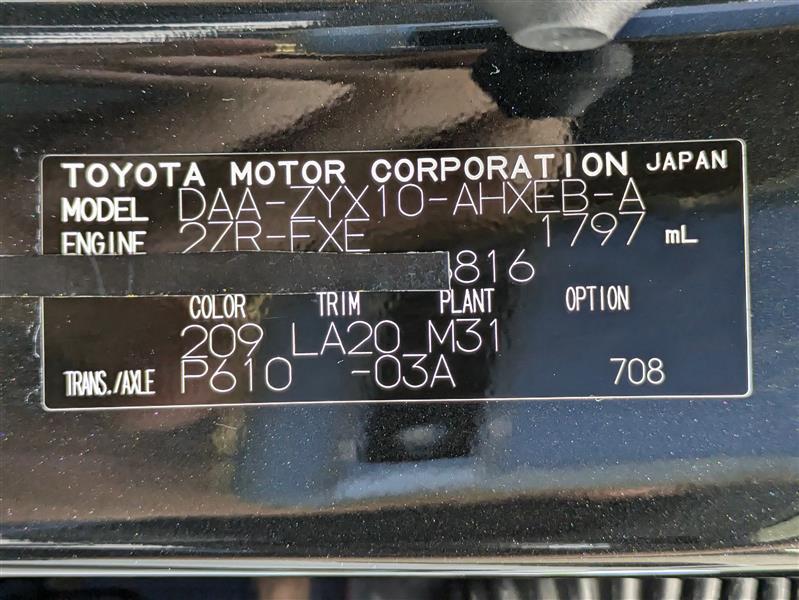 TOYOTA MOTOR CORPORATION JAPAN
MODEL DAA-ZYX10-AHXEB-A
ENGINE 2ZR-FXE 1797 mL
816
COLOR TRIM PLANT OPTION
209 LA20 M31
TRANS./AXLE P610 -03A 708